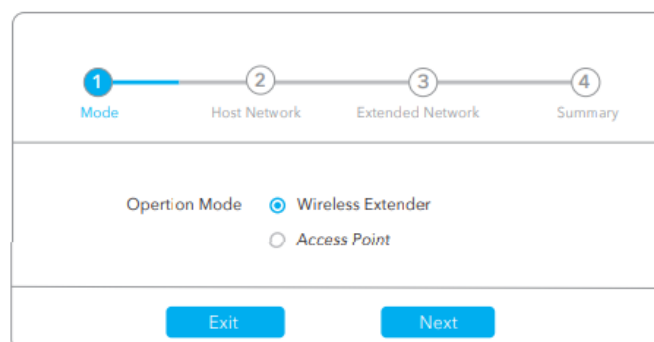 1 2 3 4
Mode Host Network Extended Network Summary
Opertion Mode Wireless Extender
Access Point
Exit Next